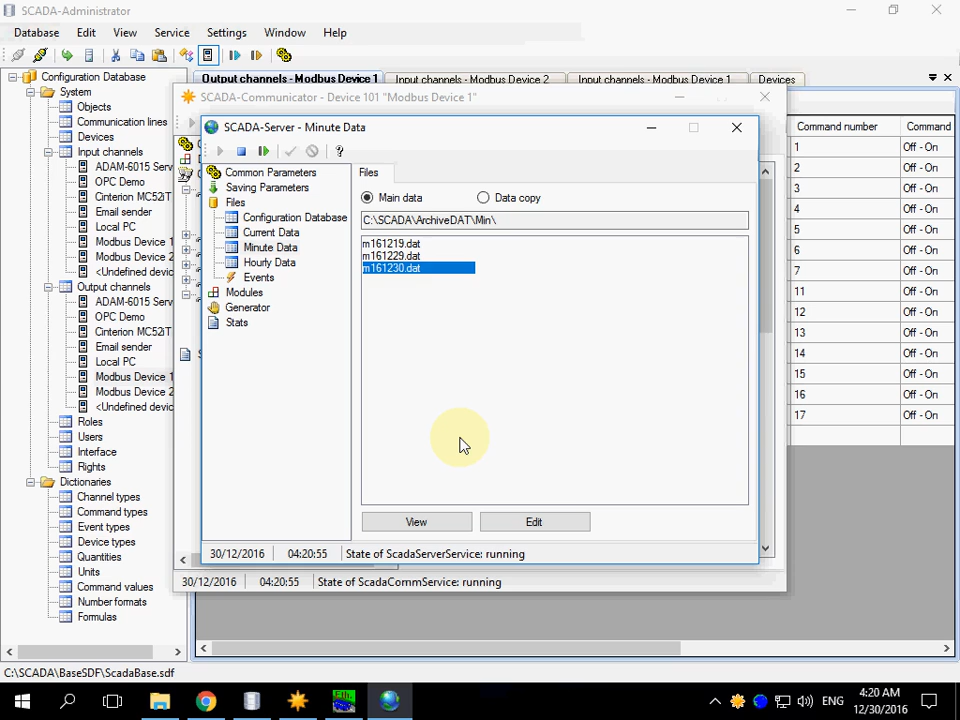 SCADA-Administrator
Database Edit View Service Settings Window Help
Output channels - Modbus Device 1 Input channels - Modbus Device 2 Input channels - Modbus Device 1 Devices
Configuration Database
System
Objects
Communication lines
Devices
Input channels
ADAM-6015 Serv
OPC Demo
Cinterion MC52iT
Email sender
Local PC
Modbus Device 1
Modbus Device 2
<Undefined devic
Output channels
ADAM-6015 Serv
OPC Demo
Cinterion MC52iT
Email sender
Local PC
Modbus Device 1
Modbus Device 2
<Undefined devic
Roles
Users
Interface
Rights
Dictionaries
Channel types
Command types
Event types
Device types
Quantities
Units
Command values
Number formats
Formulas
C:\SCADA\BaseSDF\ScadaBase.sdf
SCADA-Communicator - Device 101 "Modbus Device 1"
30/12/2016 04:20:55 State of ScadaCommService: running
SCADA-Server - Minute Data
Common Parameters
Saving Parameters
Files
Configuration Database
Current Data
Minute Data
Hourly Data
Events
Modules
Generator
Stats
Files
Main data Data copy
C:\SCADA\ArchiveDAT\Min\
m161219.dat
m161229.dat
m161230.dat
View Edit
30/12/2016 04:20:55 State of ScadaServerService: running
Command number Command
1 Off - On
2 Off - On
3 Off - On
4 Off - On
5 Off - On
6 Off - On
7 Off - On
11 Off - On
12 Off - On
13 Off - On
14 Off - On
15 Off - On
16 Off - On
17 Off - On
ENG
4:20 AM
12/30/2016